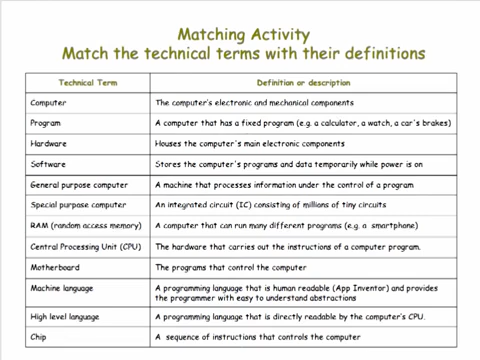 Matching Activity
Match the technical terms with their definitions
Technical Term Definition or description
Computer The computer's electronic and mechanical components
Program A computer that has a fixed program (e.g. a calculator, a watch, a car's brakes)
Hardware Houses the computer's main electronic components
Software Stores the computer's programs and data temporarily while power is on
General purpose computer A machine that processes information under the control of a program
Special purpose computer An integrated circuit (IC) consisting of millions of tiny circuits
RAM (random access memory) A computer that can run many different programs (e.g. a smartphone)
Central Processing Unit (CPU) The hardware that carries out the instructions of a computer program.
Motherboard The programs that control the computer
Machine language A programming language that is human readable (App Inventor) and provides
the programmer with easy to understand abstractions
High level language A programming language that is directly readable by the computer's CPU.
Chip A sequence of instructions that controls the computer